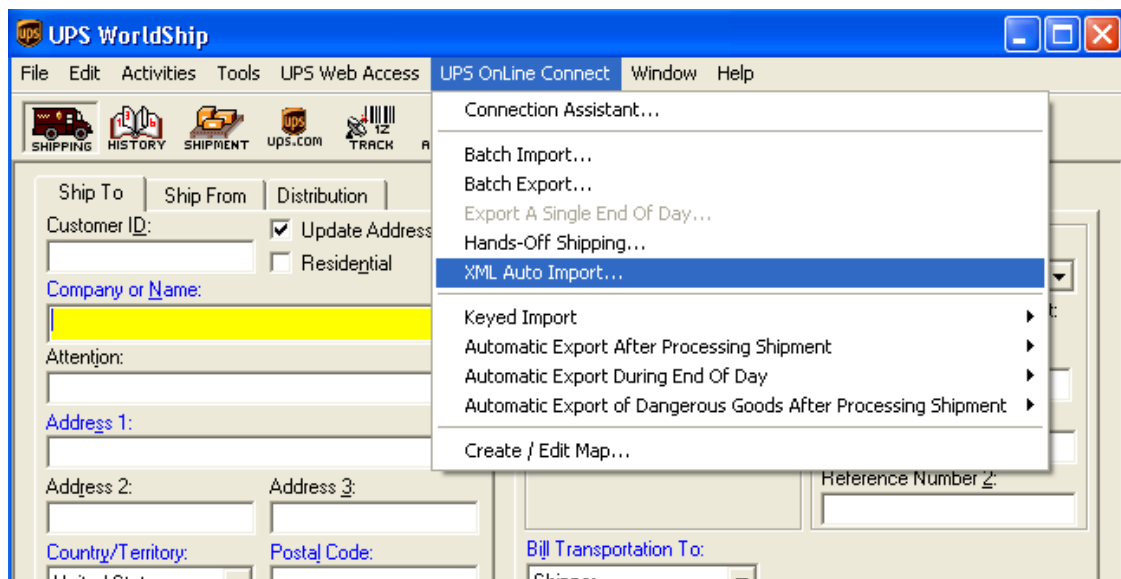 UPS WorldShip
File Edit Activities Tools UPS Web Access UPS OnLine Connect Window Help
SHIPPING HISTORY SHIPMENT ups.com TRACK
Connection Assistant...
Batch Import...
Batch Export...
Export A Single End Of Day...
Hands-Off Shipping...
XML Auto Import...
Keyed Import
Automatic Export After Processing Shipment
Automatic Export During End Of Day
Automatic Export of Dangerous Goods After Processing Shipment
Create / Edit Map...
Ship To Ship From Distribution
Customer ID: Update Address
Residential
Company or Name:
Attention:
Address 1:
Address 2: Address 3:
Reference Number 2:
Country/Territory: Postal Code: Bill Transportation To: